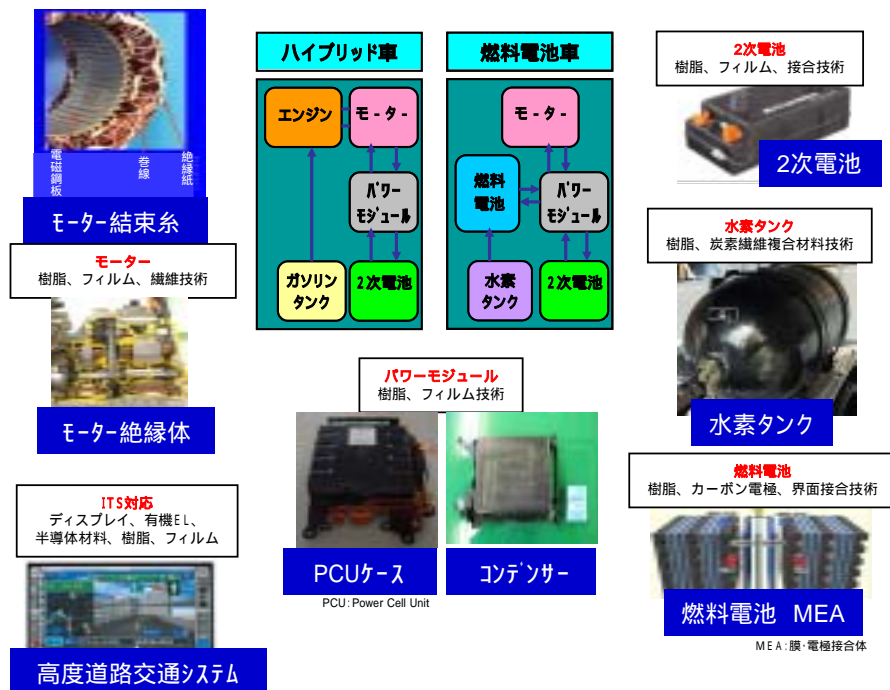 電磁鋼板
巻線
絶縁紙
モーター結束糸
モーター
樹脂、フィルム、繊維技術
モーター絶縁体
ITS対応
ディスプレイ、有機EL、
半導体材料、樹脂、フィルム
高度道路交通システム
ハイブリッド車
エンジン
モ-タ-
パワー
モジュール
ガソリン
タンク
2次電池
燃料電池車
モ-タ-
燃料
電池
パワー
モジュール
水素
タンク
2次電池
パワーモジュール
樹脂、フィルム技術
PCUケース
PCU:Power Cell Unit
コンデンサー
2次電池
樹脂、フィルム、接合技術
2次電池
水素タンク
樹脂、炭素繊維複合材料技術
水素タンク
燃料電池
樹脂、カーボン電極、界面接合技術
燃料電池 MEA
MEA:膜・電極接合体